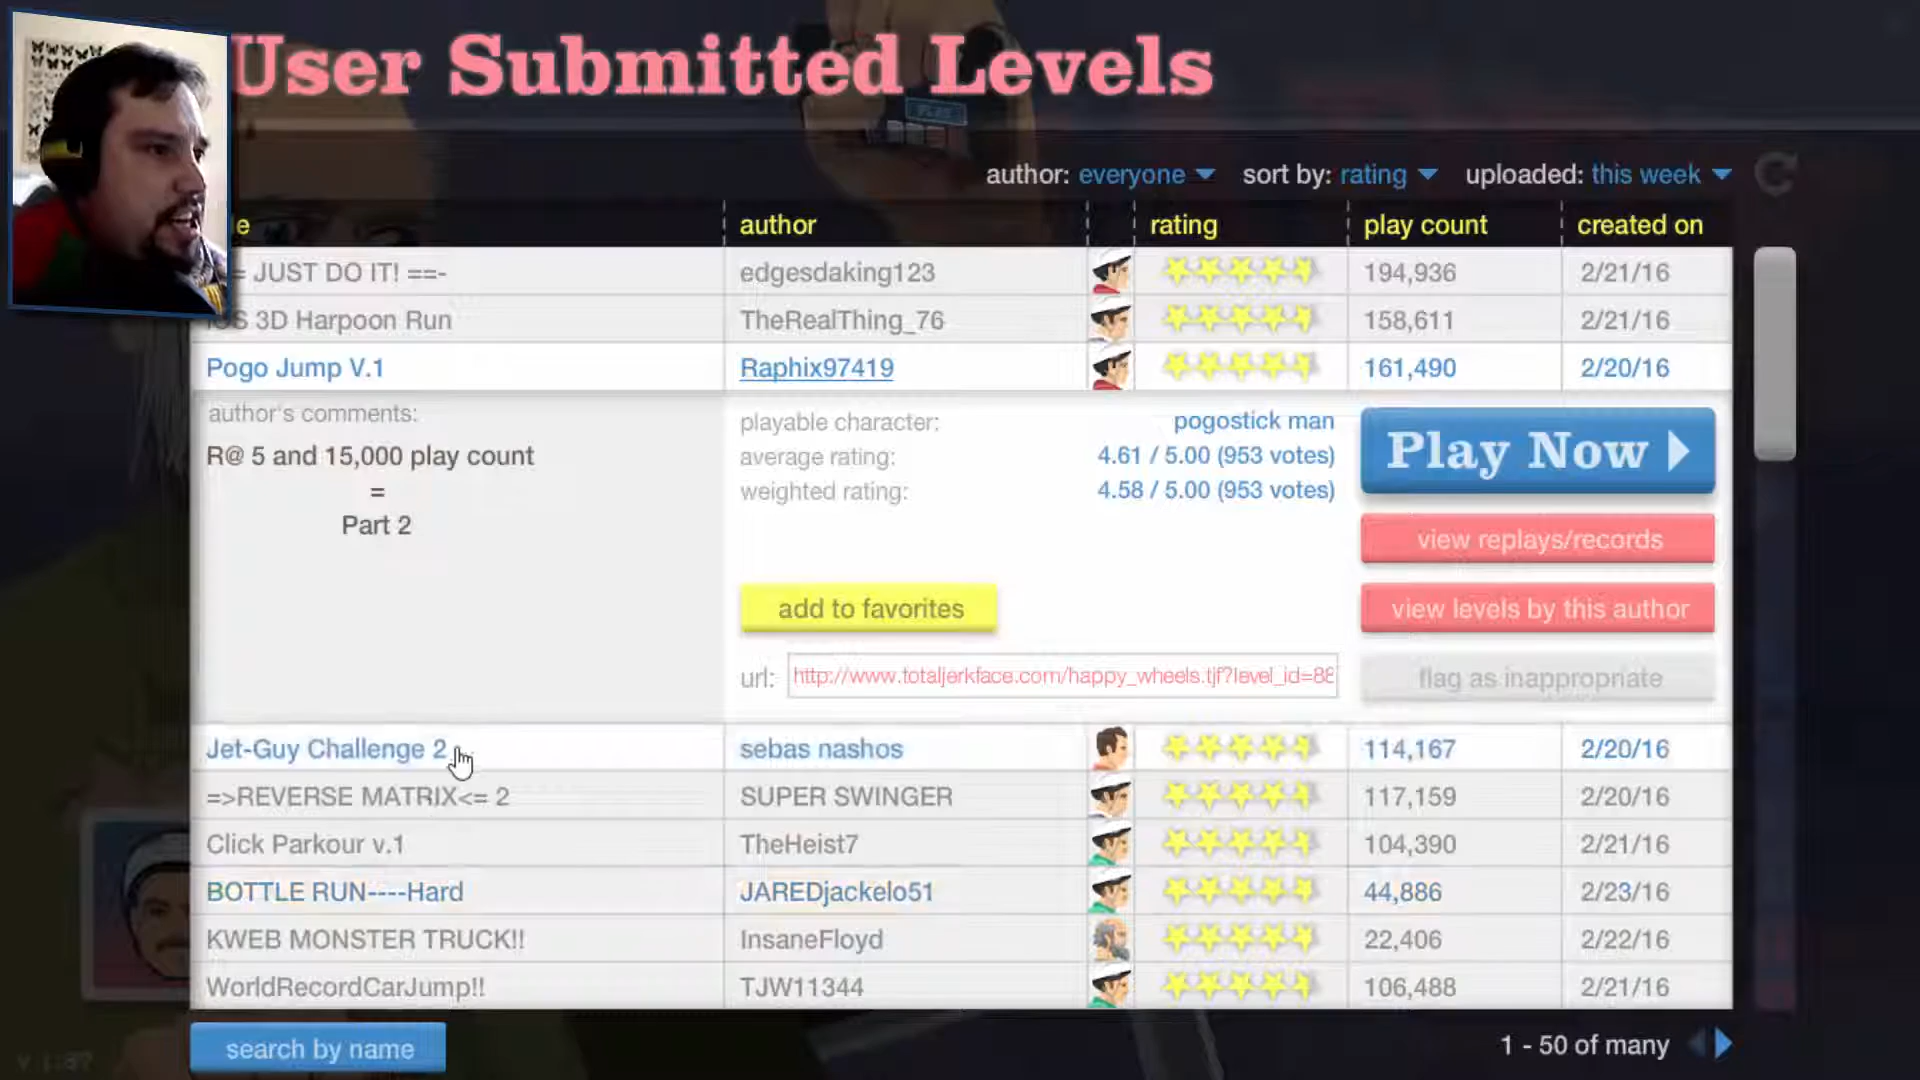 User Submitted Levels
PLAY
author: everyone sort by: rating uploaded: this week
le author rating play count created on
= JUST DO IT! ==- edgesdaking123 194,936 2/21/16
3D Harpoon Run TheRealThing_76 158,611 2/21/16
Pogo Jump V.1 Raphix97419 161,490 2/20/16
author's comments:
R@ 5 and 15,000 play count
=
Part 2
playable character: pogostick man
average rating: 4.61 / 5.00 (953 votes)
weighted rating: 4.58 / 5.00 (953 votes)
Play Now
view replays/records
add to favorites
view levels by this author
url: http://www.totaljerkface.com/happy_wheels.tjf?level_id=88
flag as inappropriate
Jet-Guy Challenge 2 sebas nashos 114,167 2/20/16
=>REVERSE MATRIX<= 2 SUPER SWINGER 117,159 2/20/16
Click Parkour v.1 TheHeist7 104,390 2/21/16
BOTTLE RUN----Hard JAREDjackelo51 44,886 2/23/16
KWEB MONSTER TRUCK!! InsaneFloyd 22,406 2/22/16
WorldRecordCarJump!! TJW11344 106,488 2/21/16
search by name
1 - 50 of many
v 1.87